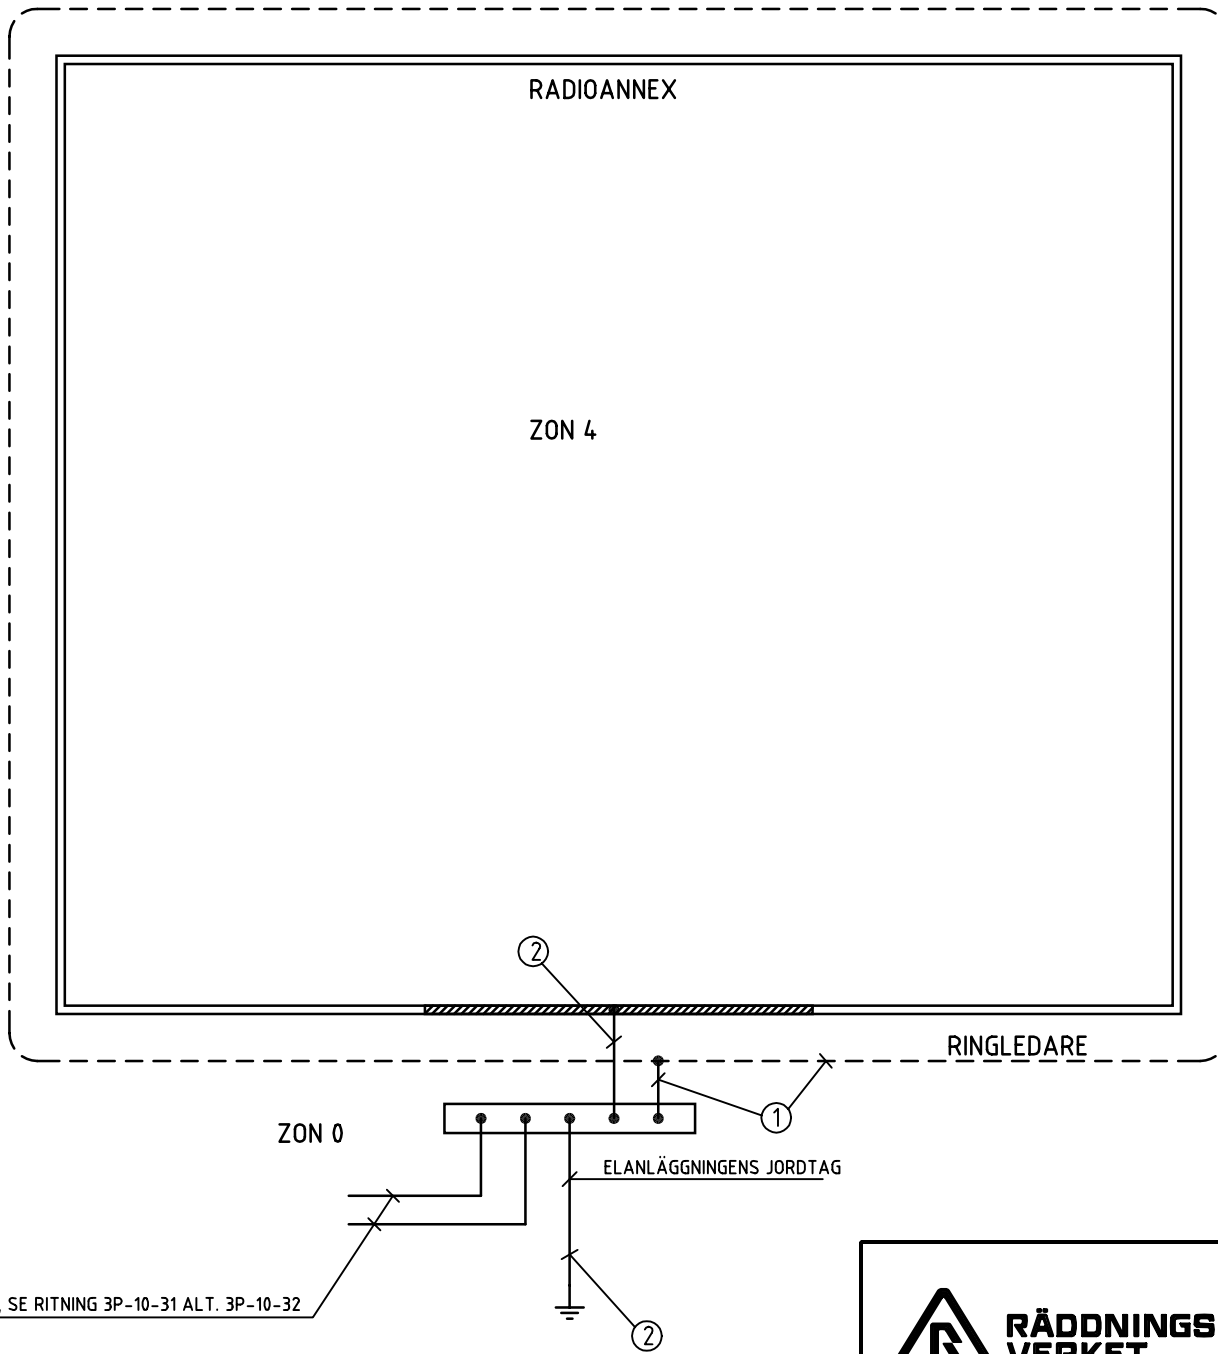 RADIOANNEX
ZON 4
2
RINGLEDARE
1
ZON 0
ELANLÄGGNINGENS JORDTAG
, SE RITNING 3P-10-31 ALT. 3P-10-32
2
RÄDDNINGS
VERKET